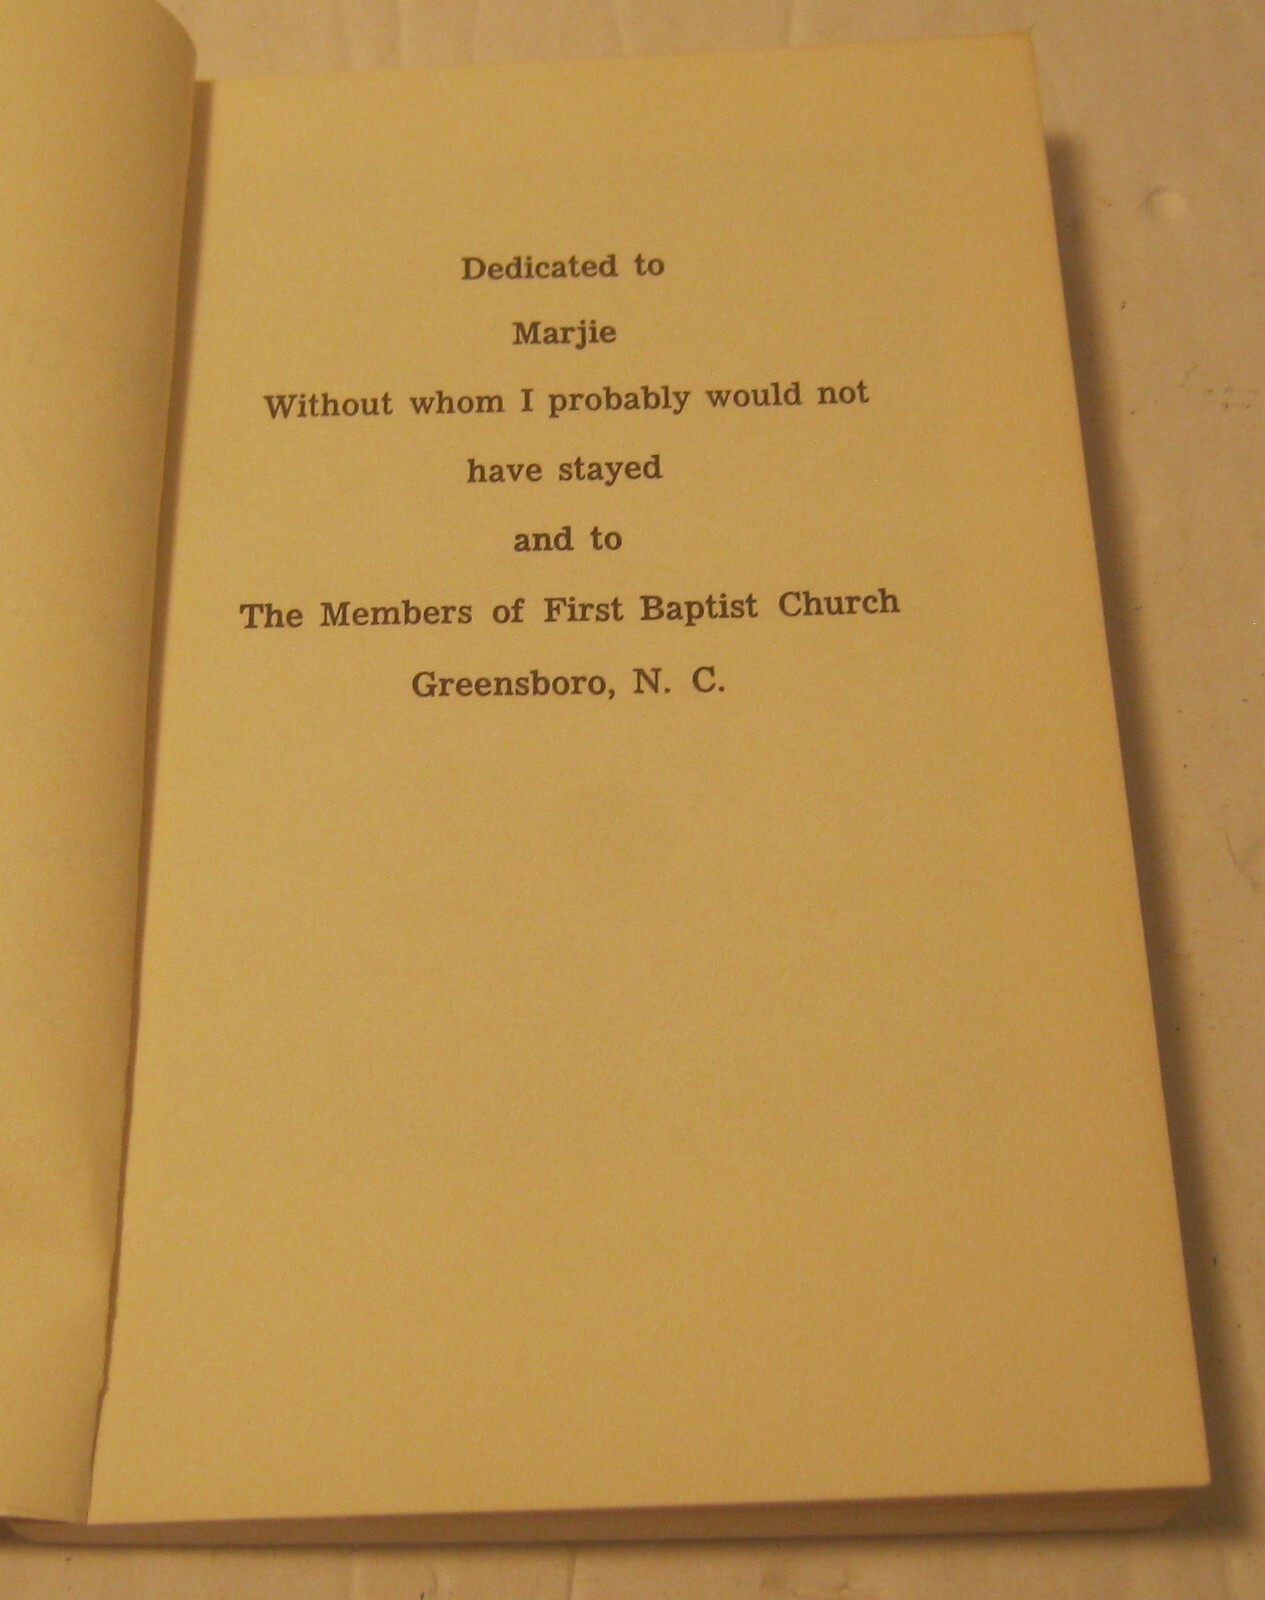 Dedicated to
Marjie
Without whom I probably would not
have stayed
and to
The Members of First Baptist Church
Greensboro, N. C.